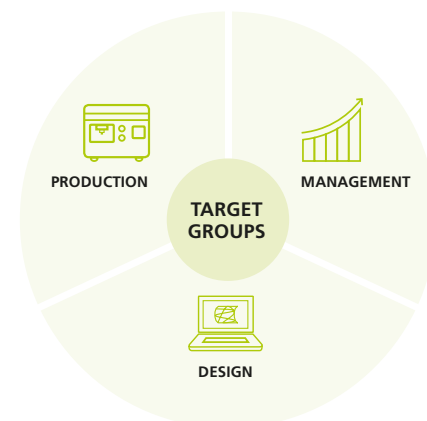 PRODUCTION
MANAGEMENT
TARGET
GROUPS
DESIGN